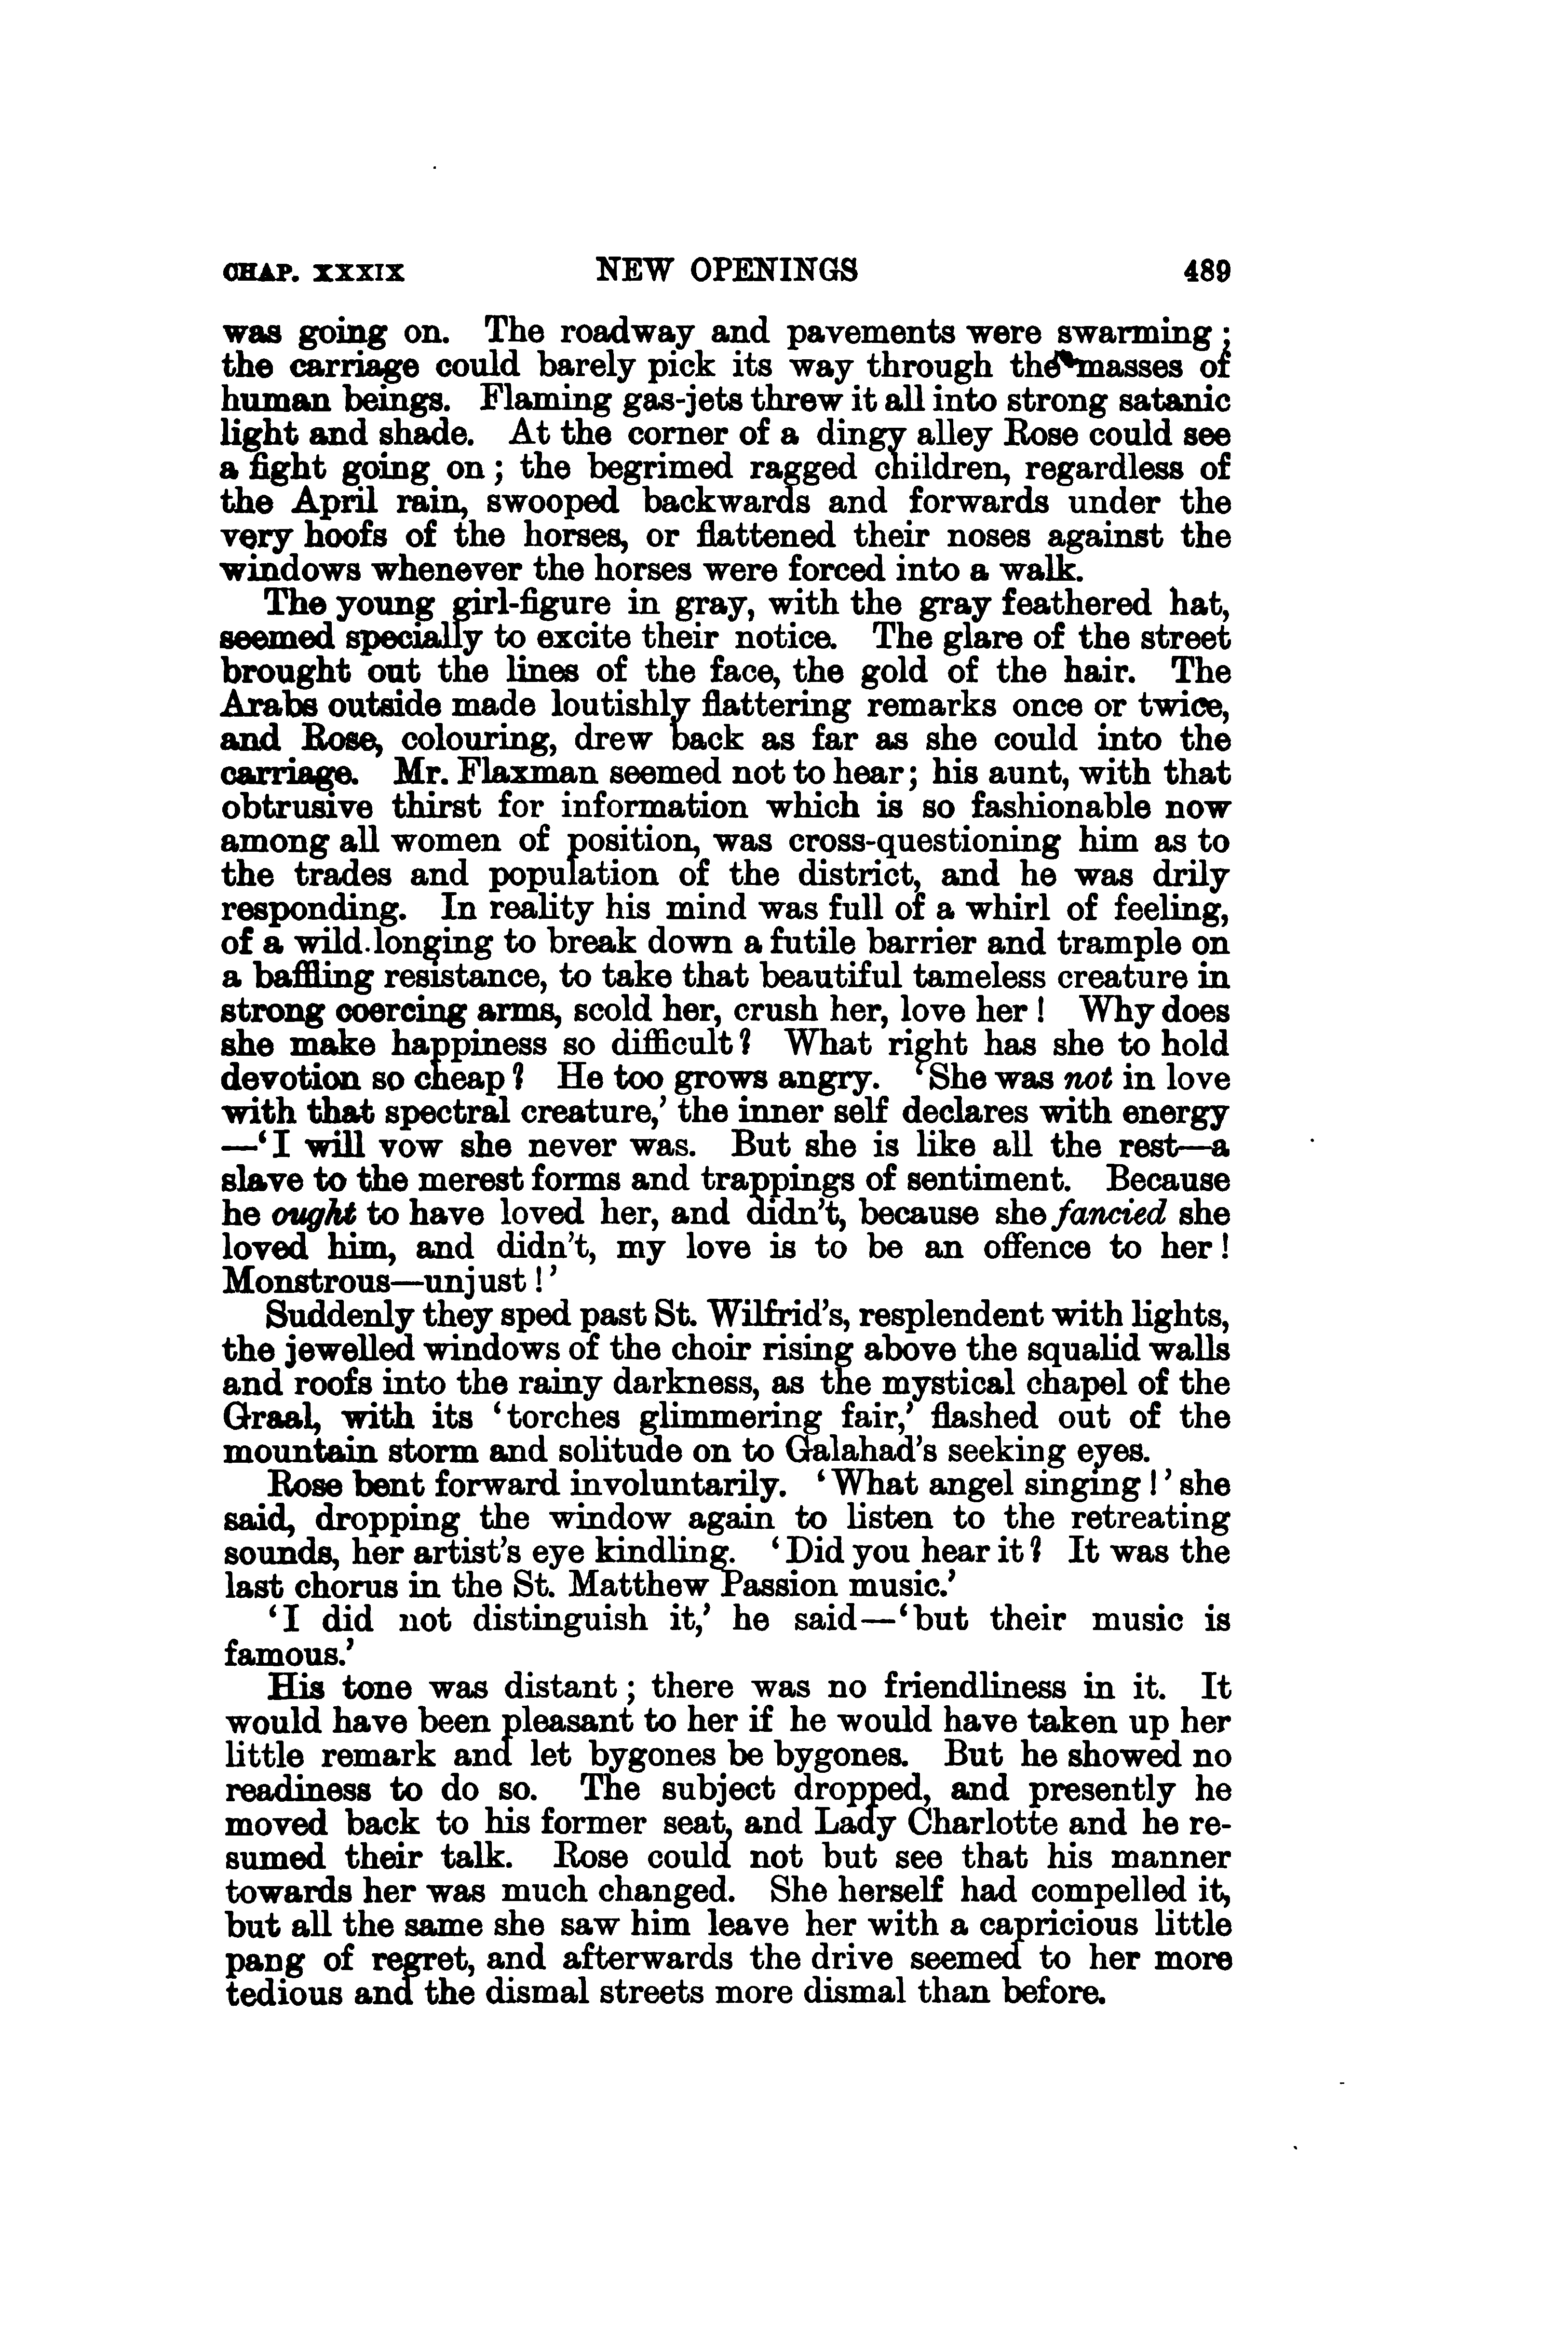 CHAP. XXXIX NEW OPENINGS 489
was going on. The roadway and pavements were swarming;
the carriage could barely pick its way through the masses of
human beings. Flaming gas-jets threw it all into strong satanic
light and shade. At the corner of a dingy alley Rose could see
a fight going on; the begrimed ragged children, regardless of
the April rain, swooped backwards and forwards under the
very hoofs of the horses, or flattened their noses against the
windows whenever the horses were forced into a walk.
The young girl-figure in gray, with the gray feathered hat,
seemed specially to excite their notice. The glare of the street
brought out the lines of the face, the gold of the hair. The
Arabs outside made loutishly flattering remarks once or twice,
and Rose, colouring, drew back as far as she could into the
carriage. Mr. Flaxman seemed not to hear; his aunt, with that
obtrusive thirst for information which is so fashionable now
among all women of position, was cross-questioning him as to
the trades and population of the district, and he was drily
responding. In reality his mind was full of a whirl of feeling,
of a wild longing to break down a futile barrier and trample on
a baffling resistance, to take that beautiful tameless creature in
strong coercing arms, scold her, crush her, love her! Why does
she make happiness so difficult? What right has she to hold
devotion so cheap? He too grows angry. 'She was not in love
with that spectral creature,' the inner self declares with energy
—'I will vow she never was. But she is like all the rest—a
slave to the merest forms and trappings of sentiment. Because
he ought to have loved her, and didn't, because she fancied she
loved him, and didn't, my love is to be an offence to her!
Monstrous—unjust!'
Suddenly they sped past St. Wilfrid's, resplendent with lights,
the jewelled windows of the choir rising above the squalid walls
and roofs into the rainy darkness, as the mystical chapel of the
Graal, with its 'torches glimmering fair,' flashed out of the
mountain storm and solitude on to Galahad's seeking eyes.
Rose bent forward involuntarily. 'What angel singing!' she
said, dropping the window again to listen to the retreating
sounds, her artist's eye kindling. 'Did you hear it? It was the
last chorus in the St. Matthew Passion music.'
'I did not distinguish it,' he said—'but their music is
famous.'
His tone was distant; there was no friendliness in it. It
would have been pleasant to her if he would have taken up her
little remark and let bygones be bygones. But he showed no
readiness to do so. The subject dropped, and presently he
moved back to his former seat, and Lady Charlotte and he re-
sumed their talk. Rose could not but see that his manner
towards her was much changed. She herself had compelled it,
but all the same she saw him leave her with a capricious little
pang of regret, and afterwards the drive seemed to her more
tedious and the dismal streets more dismal than before.